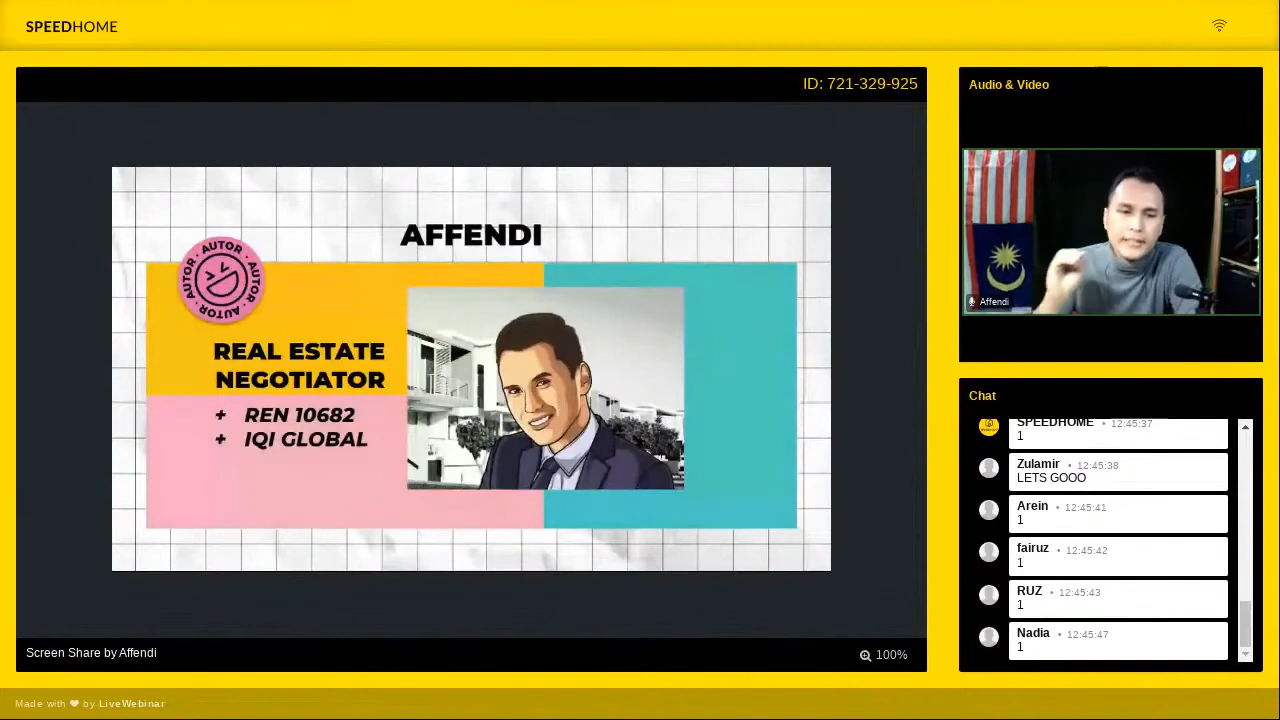 SPEEDHOME
ID: 721-329-925
AFFENDI
AUTOR · AUTOR · AUTOR · AUTOR ·
REAL ESTATE
NEGOTIATOR
+ REN 10682
+ IQI GLOBAL
Screen Share by Affendi
100%
Audio & Video
Affendi
Chat
SPEEDHOME • 12:45:37
1
Zulamir • 12:45:38
LETS GOOO
Arein • 12:45:41
1
fairuz • 12:45:42
1
RUZ • 12:45:43
1
Nadia • 12:45:47
1
Made with ❤ by LiveWebinar